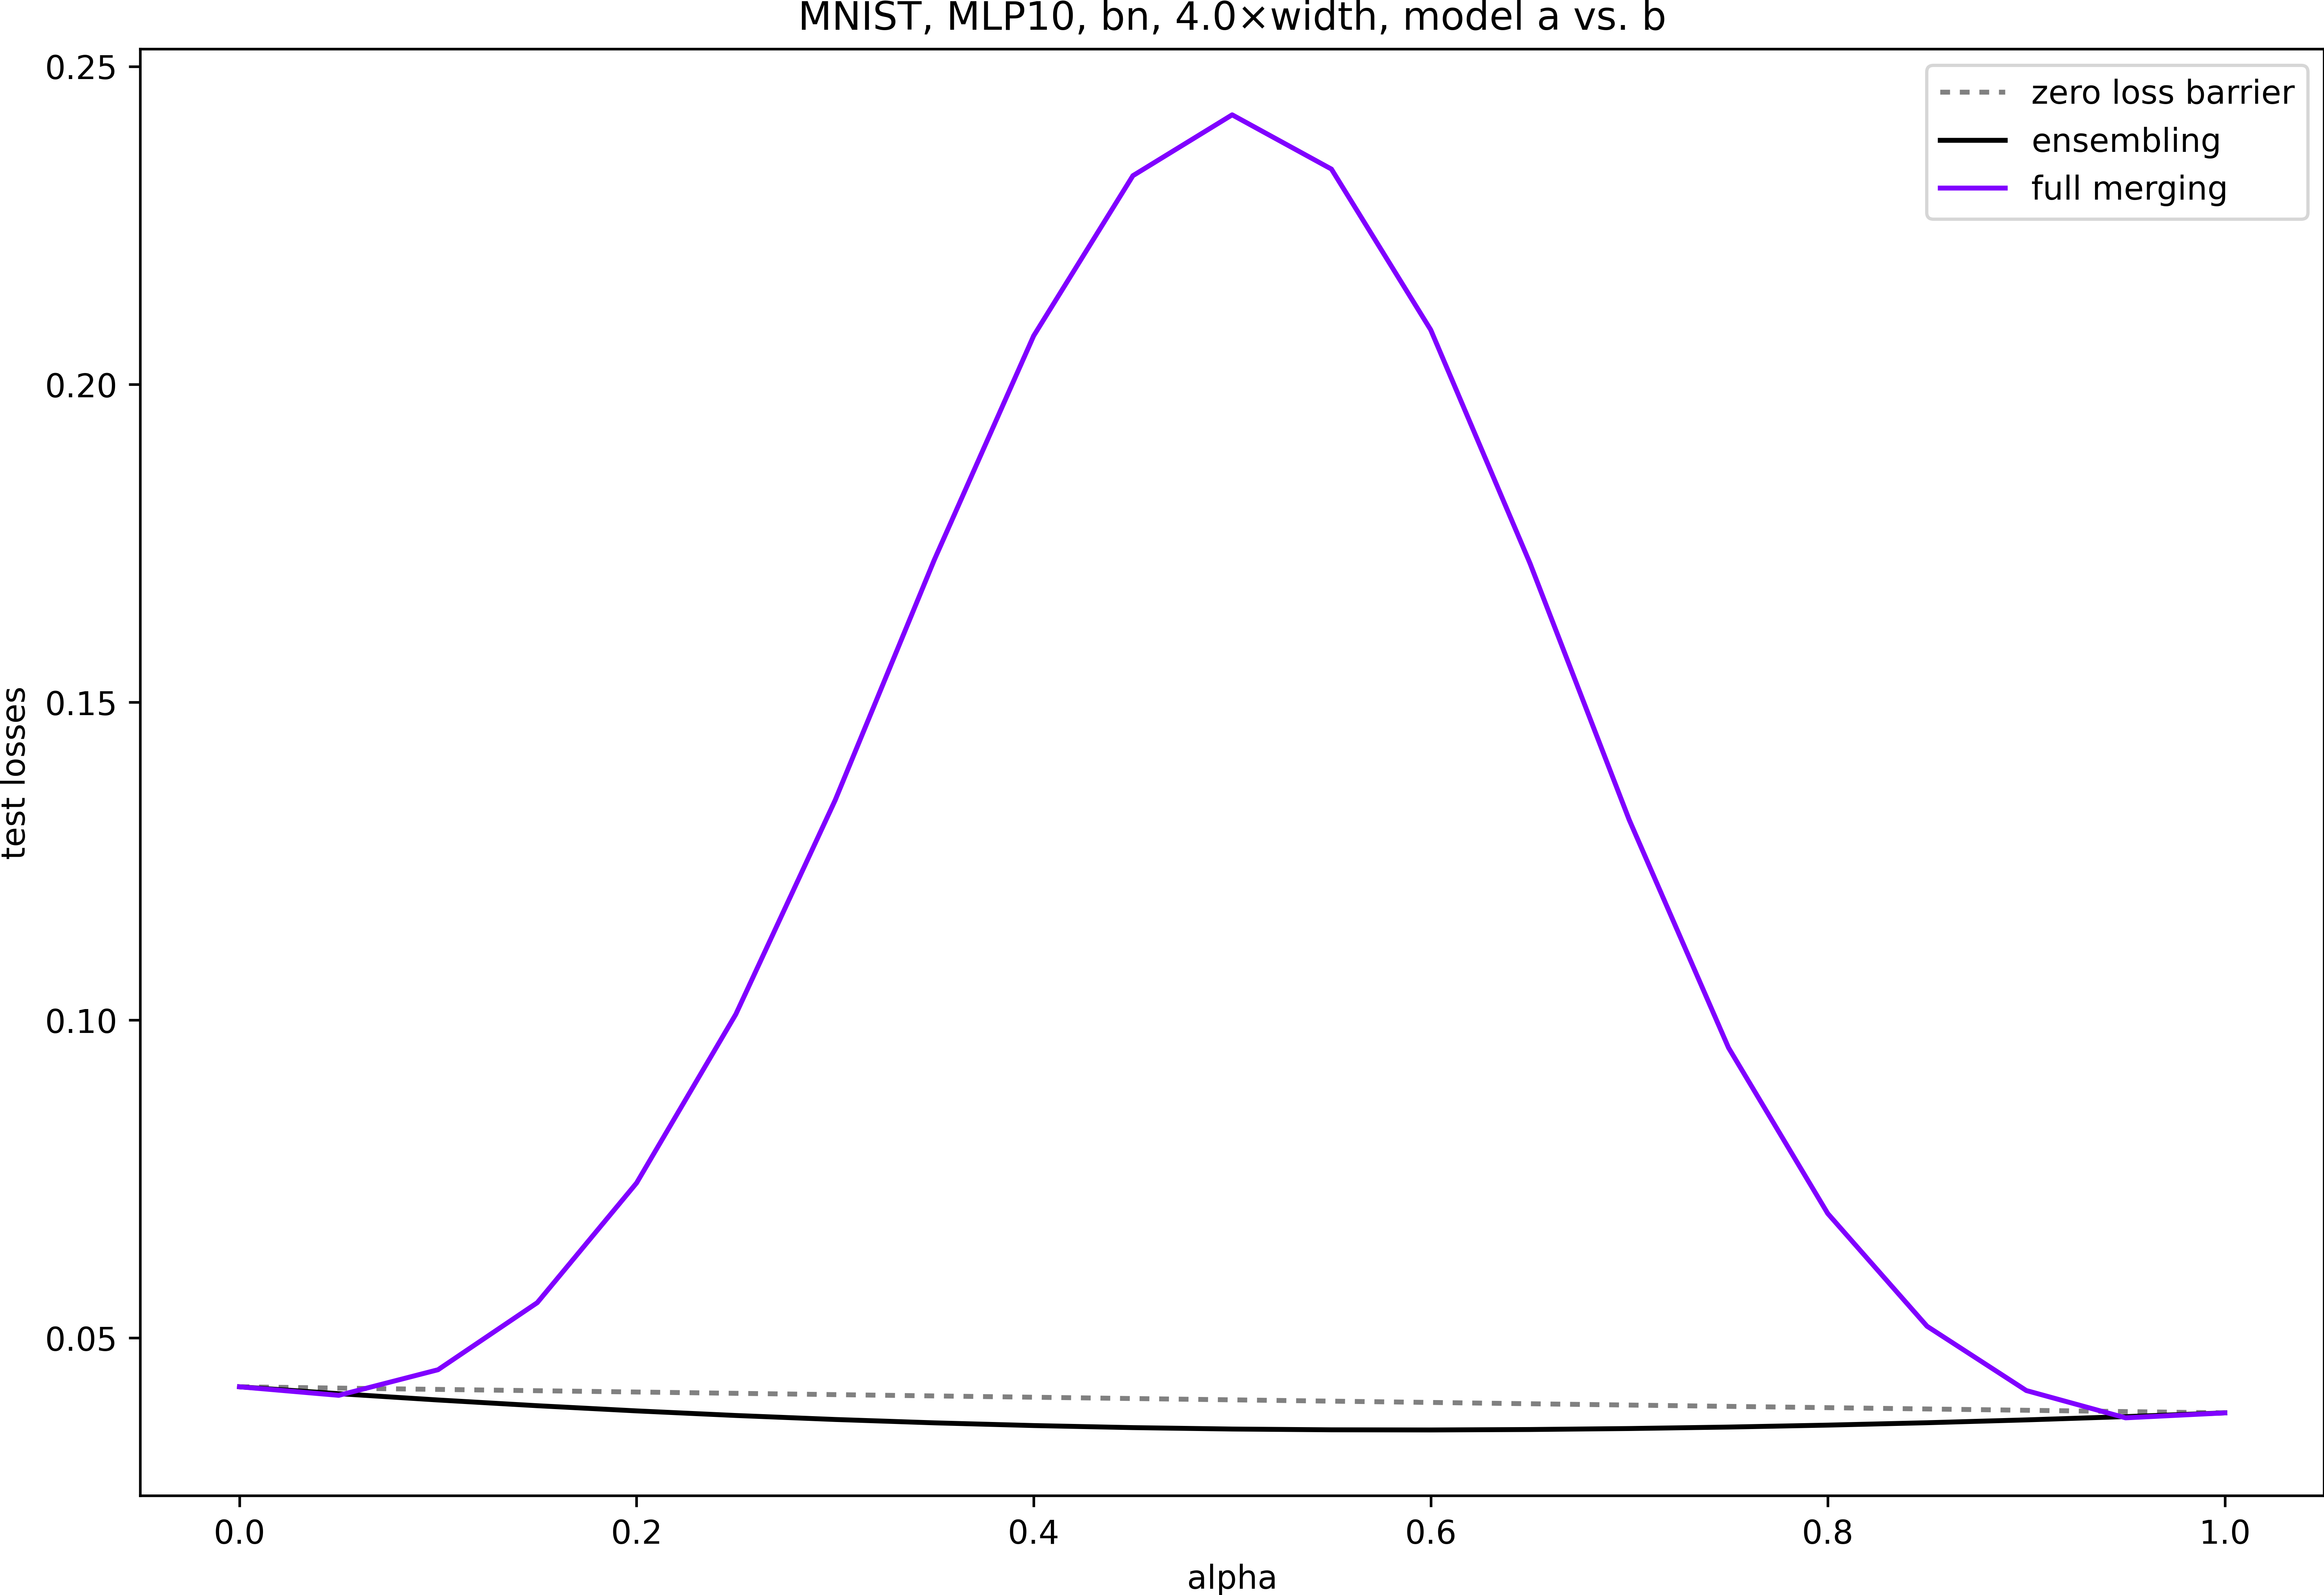 MNIST, MLP10, bn, 4.0×width, model a vs. b
zero loss barrier
ensembling
full merging
0.25
0.20
0.15
0.10
0.05
test losses
0.0 0.2 0.4 0.6 0.8 1.0
alpha